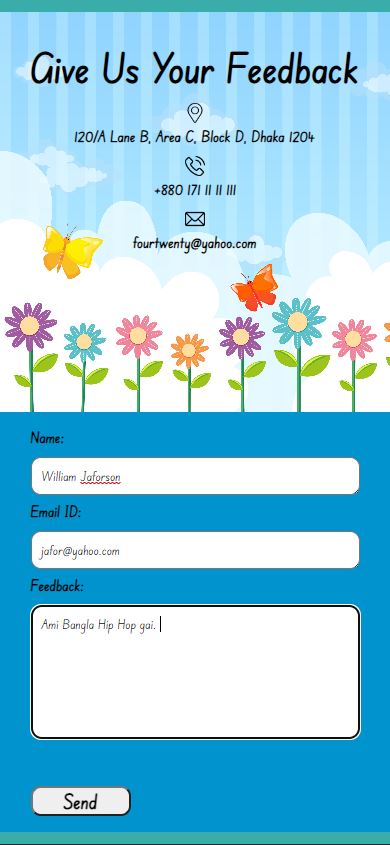 Give Us Your Feedback
120/A Lane B, Area C, Block D, Dhaka 1204
+880 171 11 11 111
fourtwenty@yahoo.com
Name:
William Jaforson
Email ID:
jafor@yahoo.com
Feedback:
Ami Bangla Hip Hop gai.
Send